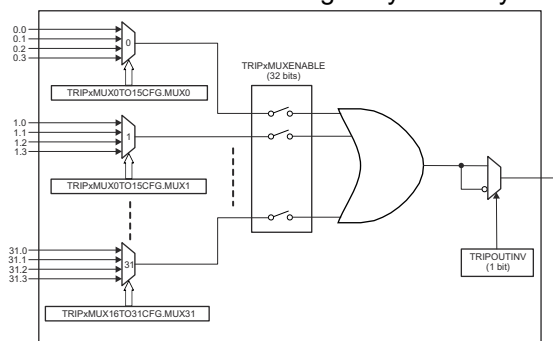 0.0
0.1
0.2
0.3
0
TRIPxMUX0TO15CFG.MUX0
TRIPxMUXENABLE
(32 bits)
1.0
1.1
1.2
1.3
1
TRIPxMUX0TO15CFG.MUX1
31.0
31.1
31.2
31.3
31
TRIPxMUX16TO31CFG.MUX31
TRIPOUTINV
(1 bit)